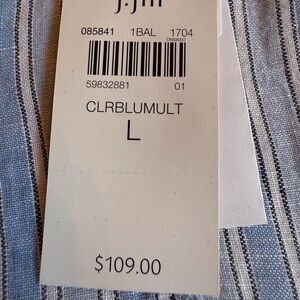 j.jill
085841 1BAL 1704
59832881 01
CLRBLUMULT
L
$109.00